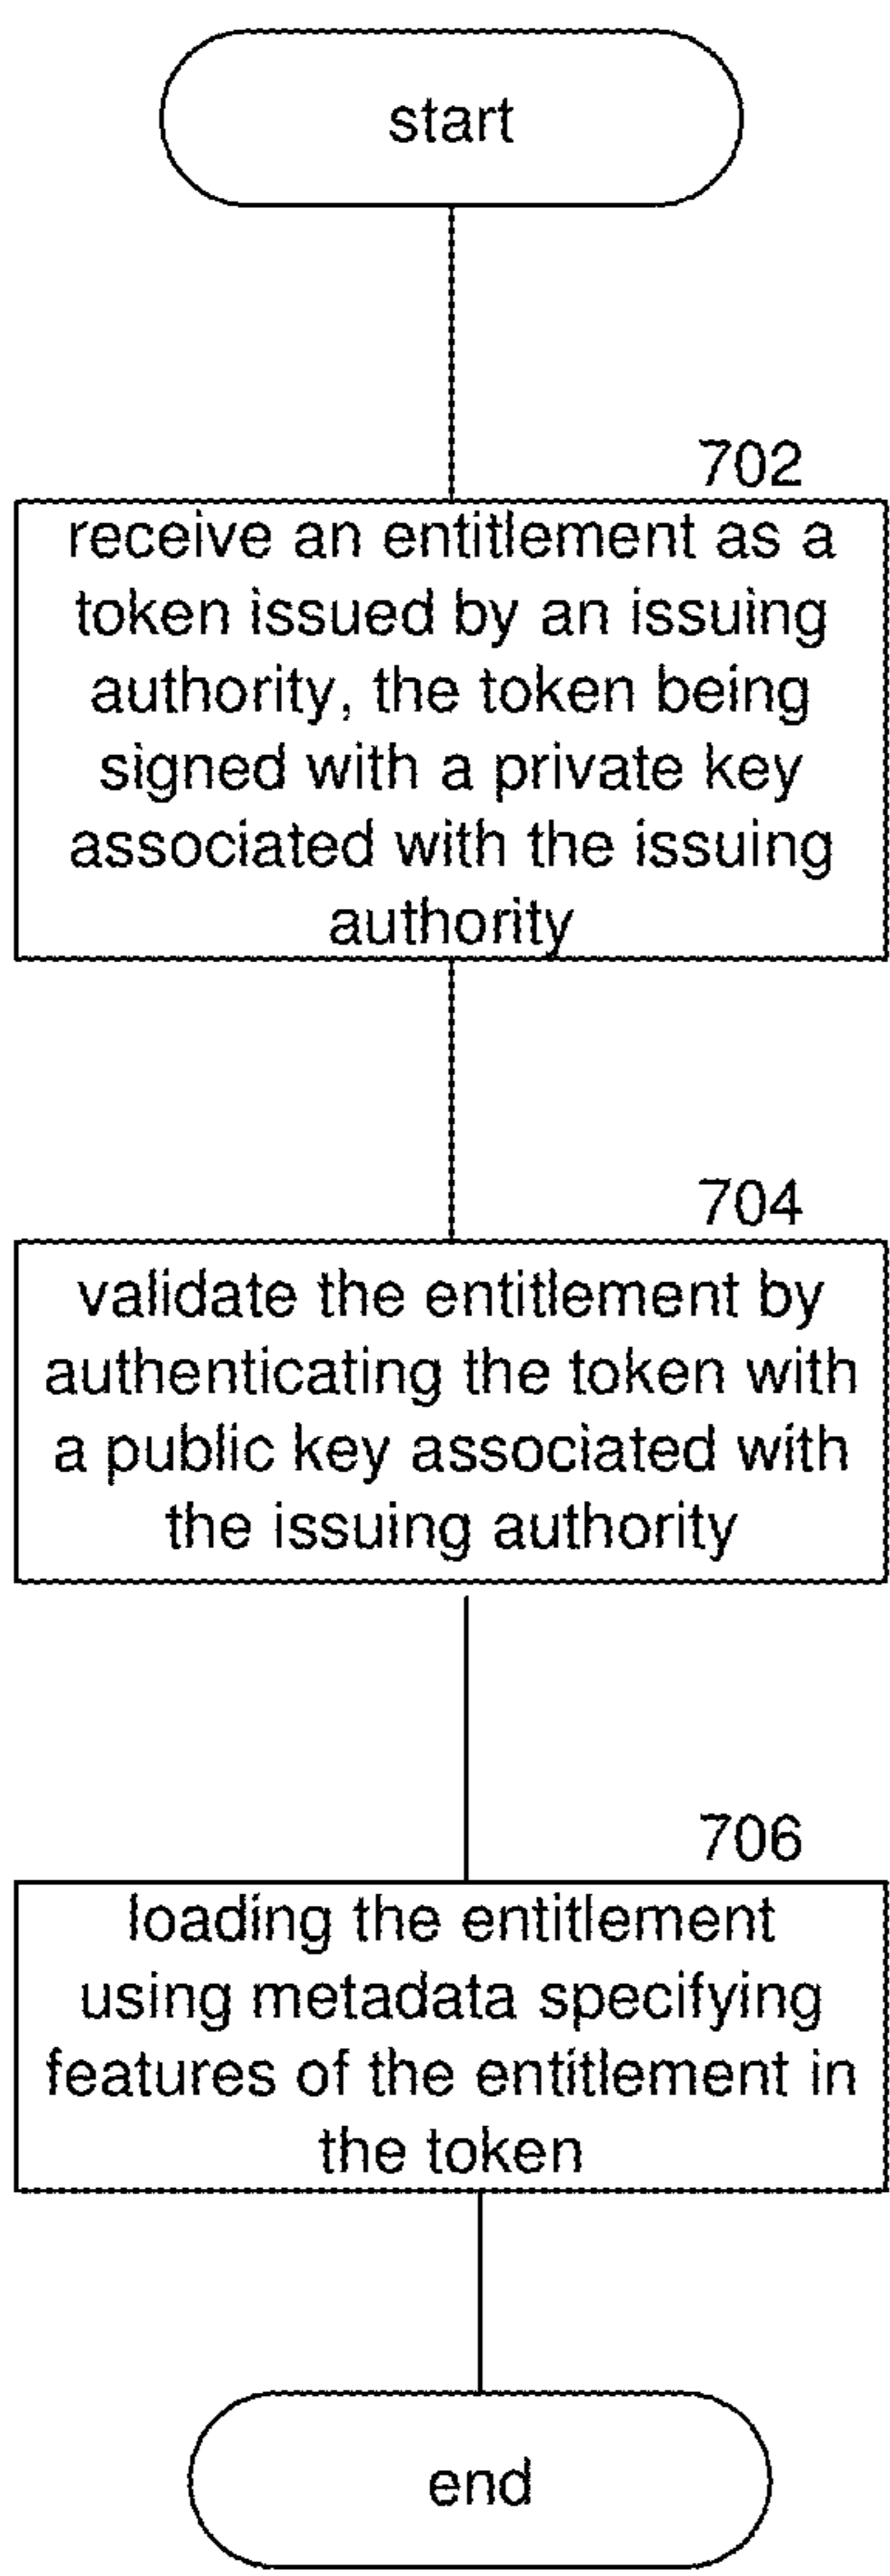 start
702
receive an entitlement as a
token issued by an issuing
authority, the token being
signed with a private key
associated with the issuing
authority
704
validate the entitlement by
authenticating the token with
a public key associated with
the issuing authority
706
loading the entitlement
using metadata specifying
features of the entitlement in
the token
end